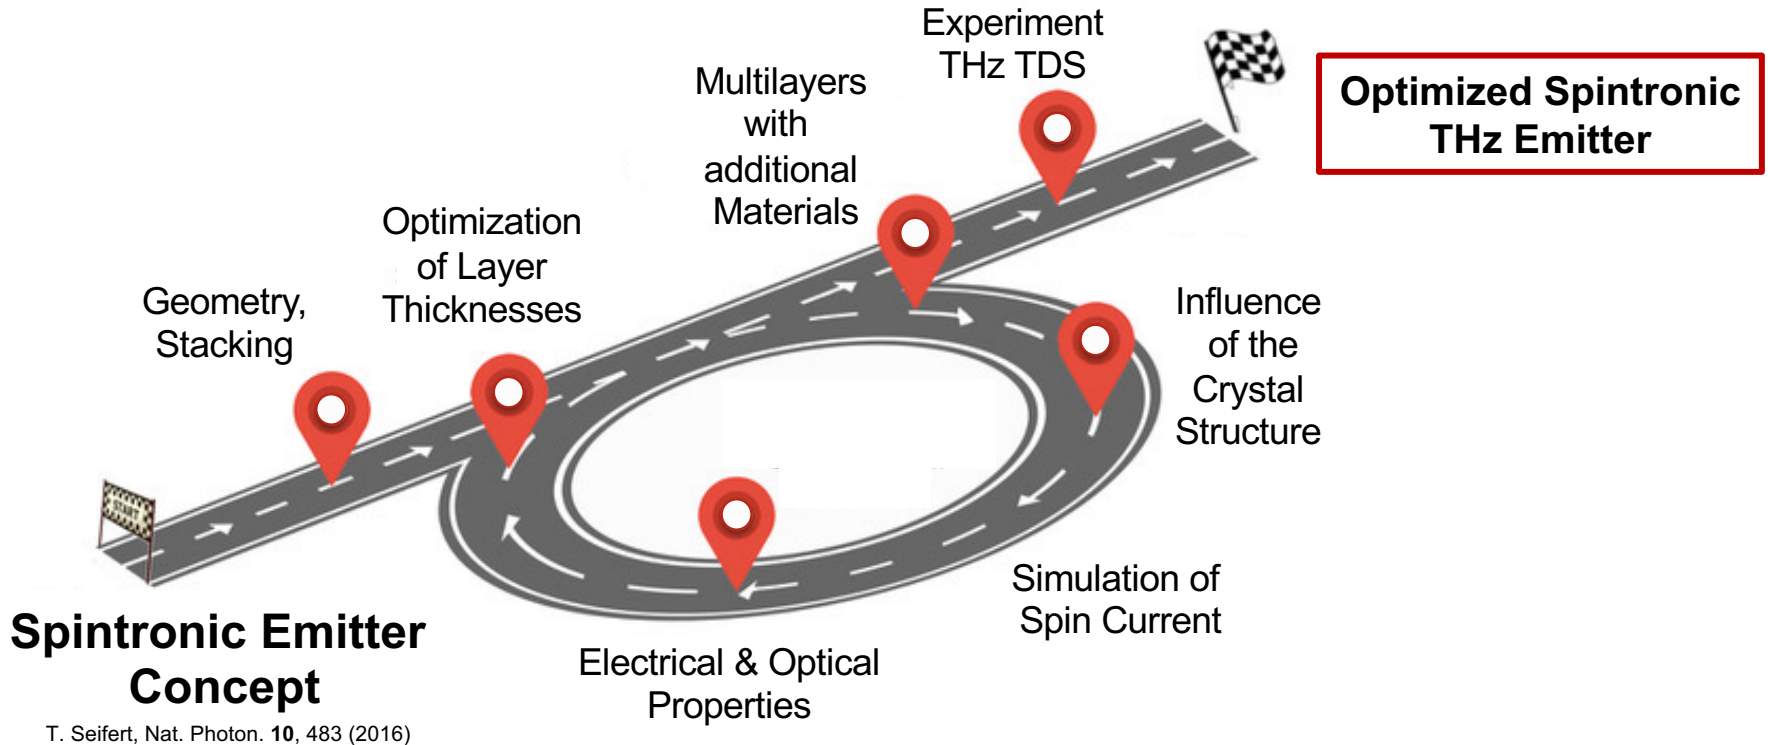 Experiment
THz TDS
Multilayers
with
additional
Materials
Optimized Spintronic
THz Emitter
Optimization
of Layer
Thicknesses
Geometry,
Stacking
Influence
of the
Crystal
Structure
START
Simulation of
Spin Current
Spintronic Emitter
Concept
Electrical & Optical
Properties
T. Seifert, Nat. Photon. 10, 483 (2016)